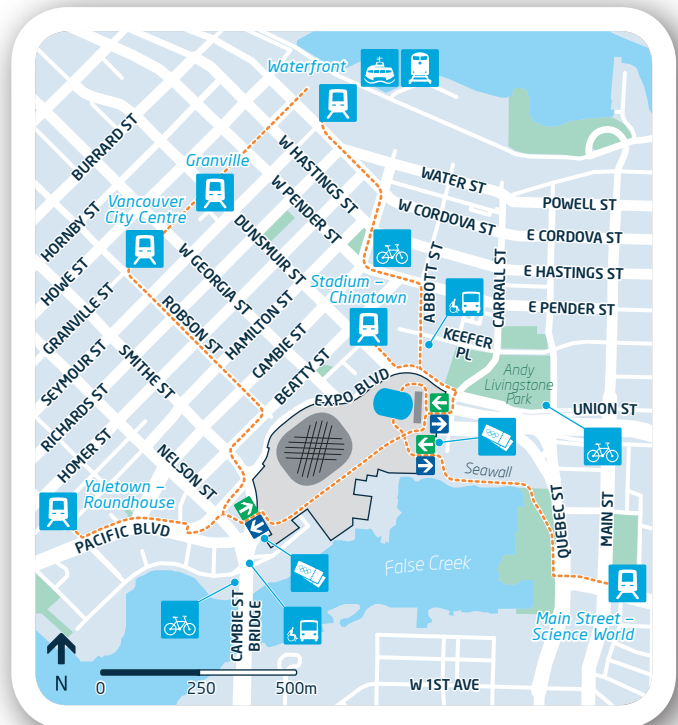 Waterfront
BURRARD ST
Granville
W HASTINGS ST
WATER ST
Vancouver
City Centre
W PENDER ST
POWELL ST
HORNBY ST
W CORDOVA ST
E CORDOVA ST
DUNSMUIR ST
HOWE ST
W GEORGIA ST
ABBOTT ST
CARRALL ST
E HASTINGS ST
Stadium –
Chinatown
GRANVILLE ST
ROBSON ST
HAMILTON ST
E PENDER ST
KEEFER
PL
CAMBIE ST
SEYMOUR ST
SMITHE ST
BEATTY ST
EXPO BLVD
Andy
Livingstone
Park
RICHARDS ST
UNION ST
HOMER ST
NELSON ST
Seawall
Yaletown –
Roundhouse
QUEBEC ST
MAIN ST
PACIFIC BLVD
False Creek
CAMBIE ST
BRIDGE
Main Street –
Science World
N
0
250
500m
W 1ST AVE